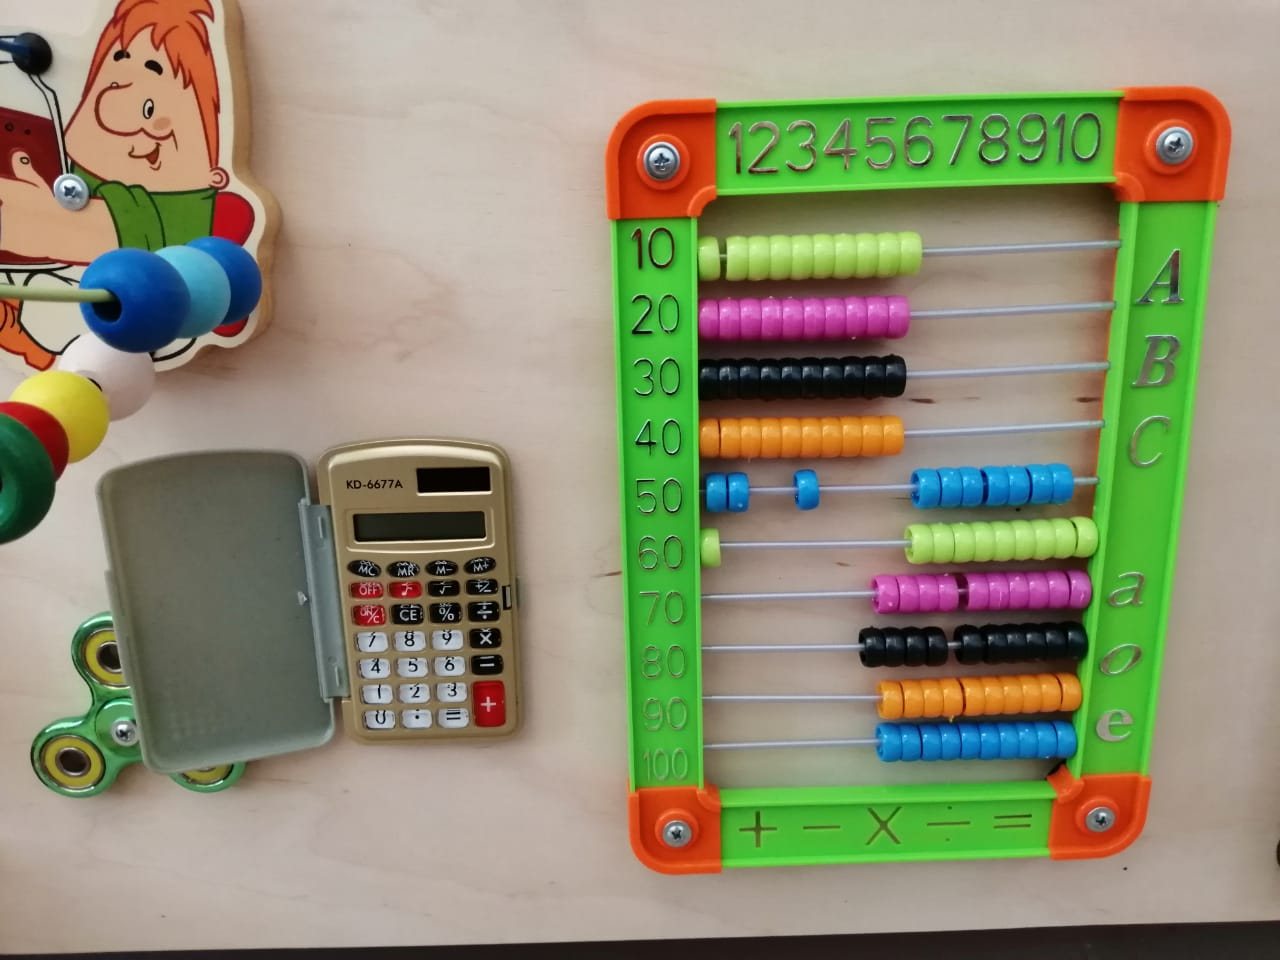 12345678910
10
20
30
40
50
60
70
80
90
100
A
B
C
a
o
e
+ − X ÷ =
KD-6677A
MC MR M- M+
OFF √ +/-
CE % ÷
7 8 9 ×
4 5 6 =
1 2 3 +
0 · =